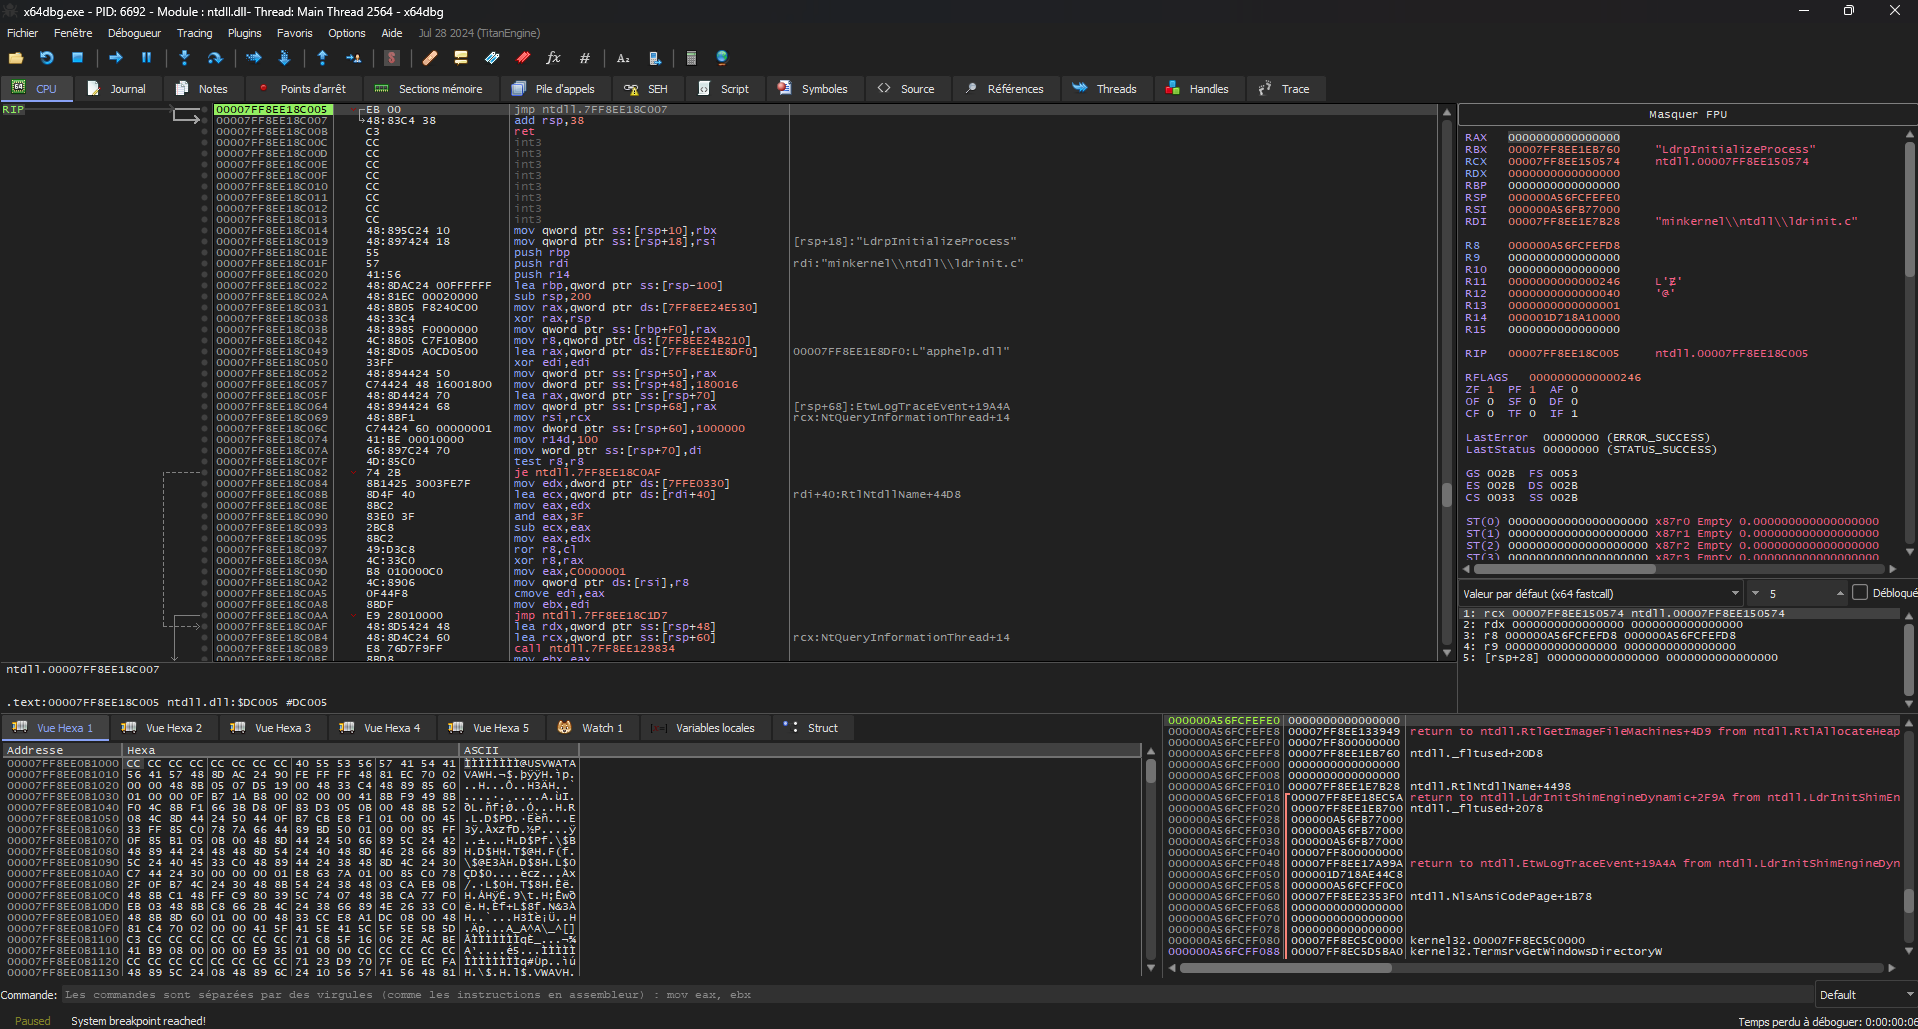 x64dbg.exe - PID: 6692 - Module : ntdll.dll- Thread: Main Thread 2564 - x64dbg
Fichier Fenêtre Débogueur Tracing Plugins Favoris Options Aide Jul 28 2024 (TitanEngine)
CPU Journal Notes Points d'arrêt Sections mémoire Pile d'appels SEH Script Symboles Source Références Threads Handles Trace
RIP
00007FF8EE18C005 EB 00 jmp ntdll.7FF8EE18C007
00007FF8EE18C007 48:83C4 38 add rsp,38
00007FF8EE18C00B C3 ret
00007FF8EE18C00C CC int3
00007FF8EE18C00D CC int3
00007FF8EE18C00E CC int3
00007FF8EE18C00F CC int3
00007FF8EE18C010 CC int3
00007FF8EE18C011 CC int3
00007FF8EE18C012 CC int3
00007FF8EE18C013 CC int3
00007FF8EE18C014 48:895C24 10 mov qword ptr ss:[rsp+10],rbx
00007FF8EE18C019 48:897424 18 mov qword ptr ss:[rsp+18],rsi [rsp+18]:"LdrpInitializeProcess"
00007FF8EE18C01E 55 push rbp
00007FF8EE18C01F 57 push rdi rdi:"minkernel\\ntdll\\ldrinit.c"
00007FF8EE18C020 41:56 push r14
00007FF8EE18C022 48:8DAC24 00FFFFFF lea rbp,qword ptr ss:[rsp-100]
00007FF8EE18C02A 48:81EC 00020000 sub rsp,200
00007FF8EE18C031 48:8B05 F8240C00 mov rax,qword ptr ds:[7FF8EE24E530]
00007FF8EE18C038 48:33C4 xor rax,rsp
00007FF8EE18C03B 48:8985 F0000000 mov qword ptr ss:[rbp+F0],rax
00007FF8EE18C042 4C:8B05 C7F10B00 mov r8,qword ptr ds:[7FF8EE24B210]
00007FF8EE18C049 48:8D05 A0CD0500 lea rax,qword ptr ds:[7FF8EE1E8DF0] 00007FF8EE1E8DF0:L"apphelp.dll"
00007FF8EE18C050 33FF xor edi,edi
00007FF8EE18C052 48:894424 50 mov qword ptr ss:[rsp+50],rax
00007FF8EE18C057 C74424 48 16001800 mov dword ptr ss:[rsp+48],180016
00007FF8EE18C05F 48:8D4424 70 lea rax,qword ptr ss:[rsp+70]
00007FF8EE18C064 48:894424 68 mov qword ptr ss:[rsp+68],rax [rsp+68]:EtwLogTraceEvent+19A4A
00007FF8EE18C069 48:8BF1 mov rsi,rcx rcx:NtQueryInformationThread+14
00007FF8EE18C06C C74424 60 00000001 mov dword ptr ss:[rsp+60],1000000
00007FF8EE18C074 41:BE 00010000 mov r14d,100
00007FF8EE18C07A 66:897C24 70 mov word ptr ss:[rsp+70],di
00007FF8EE18C07F 4D:85C0 test r8,r8
00007FF8EE18C082 74 2B je ntdll.7FF8EE18C0AF
00007FF8EE18C084 8B1425 3003FE7F mov edx,dword ptr ds:[7FFE0330]
00007FF8EE18C08B 8D4F 40 lea ecx,dword ptr ds:[rdi+40] rdi+40:RtlNtdllName+44D8
00007FF8EE18C08E 8BC2 mov eax,edx
00007FF8EE18C090 83E0 3F and eax,3F
00007FF8EE18C093 2BC8 sub ecx,eax
00007FF8EE18C095 8BC2 mov eax,edx
00007FF8EE18C097 49:D3C8 ror r8,cl
00007FF8EE18C09A 4C:33C0 xor r8,rax
00007FF8EE18C09D B8 010000C0 mov eax,C0000001
00007FF8EE18C0A2 4C:8906 mov qword ptr ds:[rsi],r8
00007FF8EE18C0A5 0F44F8 cmove edi,eax
00007FF8EE18C0A8 8BDF mov ebx,edi
00007FF8EE18C0AA E9 28010000 jmp ntdll.7FF8EE18C1D7
00007FF8EE18C0AF 48:8D5424 48 lea rdx,qword ptr ss:[rsp+48]
00007FF8EE18C0B4 48:8D4C24 60 lea rcx,qword ptr ss:[rsp+60] rcx:NtQueryInformationThread+14
00007FF8EE18C0B9 E8 76D7F9FF call ntdll.7FF8EE129834
00007FF8EE18C0BE 8BD8 mov ebx,eax
ntdll.00007FF8EE18C007
.text:00007FF8EE18C005 ntdll.dll:$DC005 #DC005
Masquer FPU
RAX 0000000000000000
RBX 00007FF8EE1EB760 "LdrpInitializeProcess"
RCX 00007FF8EE150574 ntdll.00007FF8EE150574
RDX 0000000000000000
RBP 0000000000000000
RSP 000000A56FCFEFE0
RSI 000000A56FB77000
RDI 00007FF8EE1E7B28 "minkernel\\ntdll\\ldrinit.c"
R8 000000A56FCFEFD8
R9 0000000000000000
R10 0000000000000000
R11 0000000000000246 L'Ɇ'
R12 0000000000000040 '@'
R13 0000000000000001
R14 000001D718A10000
R15 0000000000000000
RIP 00007FF8EE18C005 ntdll.00007FF8EE18C005
RFLAGS 0000000000000246
ZF 1 PF 1 AF 0
OF 0 SF 0 DF 0
CF 0 TF 0 IF 1
LastError 00000000 (ERROR_SUCCESS)
LastStatus 00000000 (STATUS_SUCCESS)
GS 002B FS 0053
ES 002B DS 002B
CS 0033 SS 002B
ST(0) 00000000000000000000 x87r0 Empty 0.000000000000000000
ST(1) 00000000000000000000 x87r1 Empty 0.000000000000000000
ST(2) 00000000000000000000 x87r2 Empty 0.000000000000000000
ST(3) 00000000000000000000 x87r3 Empty 0.000000000000000000
Valeur par défaut (x64 fastcall) 5 Débloqué
1: rcx 00007FF8EE150574 ntdll.00007FF8EE150574
2: rdx 0000000000000000 0000000000000000
3: r8 000000A56FCFEFD8 000000A56FCFEFD8
4: r9 0000000000000000 0000000000000000
5: [rsp+28] 0000000000000000 0000000000000000
Vue Hexa 1 Vue Hexa 2 Vue Hexa 3 Vue Hexa 4 Vue Hexa 5 Watch 1 Variables locales Struct
Adresse Hexa ASCII
00007FF8EE0B1000 CC CC CC CC CC CC CC CC 40 55 53 56 57 41 54 41 ÌÌÌÌÌÌÌÌ@USVWATA
00007FF8EE0B1010 56 41 57 48 8D AC 24 90 FE FF FF 48 81 EC 70 02 VAWH.¬$.þÿÿH.ìp.
00007FF8EE0B1020 00 00 48 8B 05 07 D5 19 00 48 33 C4 48 89 85 60 ..H...Õ..H3ÄH..`
00007FF8EE0B1030 01 00 00 0F B7 1A B8 00 02 00 00 41 8B F9 49 8B ....·.¸....A.ùI.
00007FF8EE0B1040 F0 4C 8B F1 66 3B D8 0F 83 D3 05 0B 00 48 8B 52 ðL.ñf;Ø..Ó...H.R
00007FF8EE0B1050 08 4C 8D 44 24 50 44 0F B7 CB E8 F1 01 00 00 45 .L.D$PD.·Ëèñ...E
00007FF8EE0B1060 33 FF 85 C0 78 7A 66 44 89 BD 50 01 00 00 85 FF 3ÿ.ÀxzfD.½P....ÿ
00007FF8EE0B1070 0F 85 B1 05 0B 00 48 8D 44 24 50 66 89 5C 24 42 ..±...H.D$Pf.\$B
00007FF8EE0B1080 48 89 44 24 48 48 8D 54 24 40 48 8D 46 28 66 89 H.D$HH.T$@H.F(f.
00007FF8EE0B1090 5C 24 40 45 33 C0 48 89 44 24 38 48 8D 4C 24 30 \$@E3ÀH.D$8H.L$0
00007FF8EE0B10A0 C7 44 24 30 00 00 00 01 E8 63 7A 01 00 85 C0 78 ÇD$0....ècz...Àx
00007FF8EE0B10B0 2F 0F B7 4C 24 30 48 8B 54 24 38 48 03 CA EB 0B /.·L$0H.T$8H.Êë.
00007FF8EE0B10C0 48 8B C1 48 FF C9 80 39 5C 74 07 48 3B CA 77 F0 H.ÁHÿÉ.9\t.H;Êwð
00007FF8EE0B10D0 EB 03 48 8B C8 66 2B 4C 24 38 66 89 4E 26 33 C0 ë.H.Èf+L$8f.N&3À
00007FF8EE0B10E0 48 8B 8D 60 01 00 00 48 33 CC E8 A1 DC 08 00 48 H..`...H3Ìè¡Ü..H
00007FF8EE0B10F0 81 C4 70 02 00 00 41 5F 41 5E 41 5C 5F 5E 5B 5D .Äp...A_A^A\_^[]
00007FF8EE0B1100 C3 CC CC CC CC CC CC CC 71 C8 5F 16 06 2E AC BE ÃÌÌÌÌÌÌÌqÈ_...¬¾
00007FF8EE0B1110 41 B9 08 00 00 00 E9 35 01 00 00 CC CC CC CC CC A¹....é5...ÌÌÌÌÌ
00007FF8EE0B1120 CC CC CC CC CC CC CC CC 71 23 D9 70 7F 0E EC FA ÌÌÌÌÌÌÌÌq#Ùp..ìú
00007FF8EE0B1130 48 89 5C 24 08 48 89 6C 24 10 56 57 41 56 48 81 H.\$.H.l$.VWAVH.
000000A56FCFEFE0 0000000000000000
000000A56FCFEFE8 00007FF8EE133949 return to ntdll.RtlGetImageFileMachines+4D9 from ntdll.RtlAllocateHeap
000000A56FCFEFF0 00007FF800000000
000000A56FCFEFF8 00007FF8EE1EB760 ntdll._fltused+20D8
000000A56FCFF000 0000000000000000
000000A56FCFF008 0000000000000000
000000A56FCFF010 00007FF8EE1E7B28 ntdll.RtlNtdllName+4498
000000A56FCFF018 00007FF8EE18EC5A return to ntdll.LdrInitShimEngineDynamic+2F9A from ntdll.LdrInitShimEn
000000A56FCFF020 00007FF8EE1EB700 ntdll._fltused+2078
000000A56FCFF028 000000A56FB77000
000000A56FCFF030 000000A56FB77000
000000A56FCFF038 000000A56FB77000
000000A56FCFF040 00007FF800000000
000000A56FCFF048 00007FF8EE17A99A return to ntdll.EtwLogTraceEvent+19A4A from ntdll.LdrInitShimEngineDyn
000000A56FCFF050 000001D718AE44C8
000000A56FCFF058 000000A56FCFF0C0
000000A56FCFF060 00007FF8EE2353F0 ntdll.NlsAnsiCodePage+1B78
000000A56FCFF068 0000000000000000
000000A56FCFF070 0000000000000000
000000A56FCFF078 0000000000000000
000000A56FCFF080 00007FF8EC5C0000 kernel32.00007FF8EC5C0000
000000A56FCFF088 00007FF8EC5D5BA0 kernel32.TermsrvGetWindowsDirectoryW
Commande: Les commandes sont séparées par des virgules (comme les instructions en assembleur) : mov eax, ebx Default
Paused System breakpoint reached! Temps perdu à déboguer: 0:00:00:06